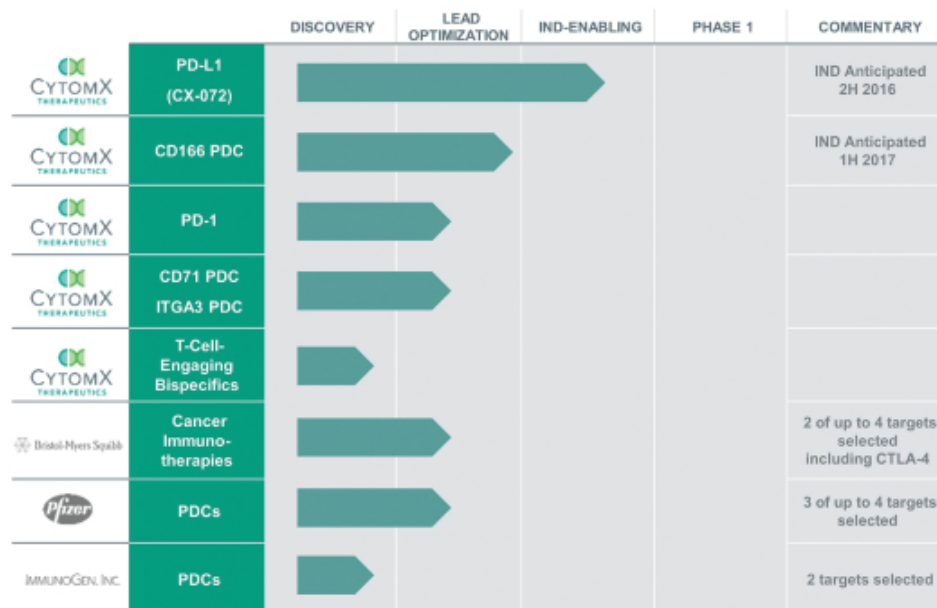 DISCOVERY
LEAD
OPTIMIZATION
IND-ENABLING
PHASE 1
COMMENTARY
CYTOMX
THERAPEUTICS
PD-L1
(CX-072)
IND Anticipated
2H 2016
CYTOMX
THERAPEUTICS
CD166 PDC
IND Anticipated
1H 2017
CYTOMX
THERAPEUTICS
PD-1
CYTOMX
THERAPEUTICS
CD71 PDC
ITGA3 PDC
CYTOMX
THERAPEUTICS
T-Cell-
Engaging
Bispecifics
Bristol-Myers Squibb
Cancer
Immuno-
therapies
2 of up to 4 targets
selected
including CTLA-4
Pfizer
PDCs
3 of up to 4 targets
selected
IMMUNOGEN, INC.
PDCs
2 targets selected